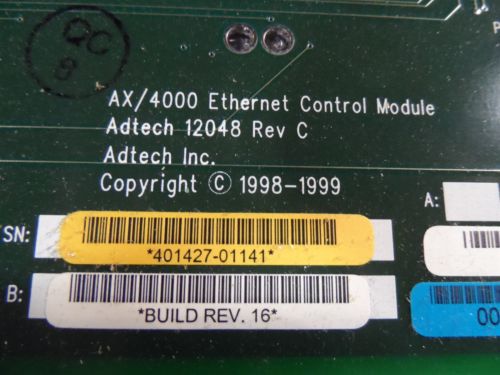 QC
8
AX/4000 Ethernet Control Module
Adtech 12048 Rev C
Adtech Inc.
Copyright © 1998-1999
A:
SN:
*401427-01141*
B:
*BUILD REV. 16*
00